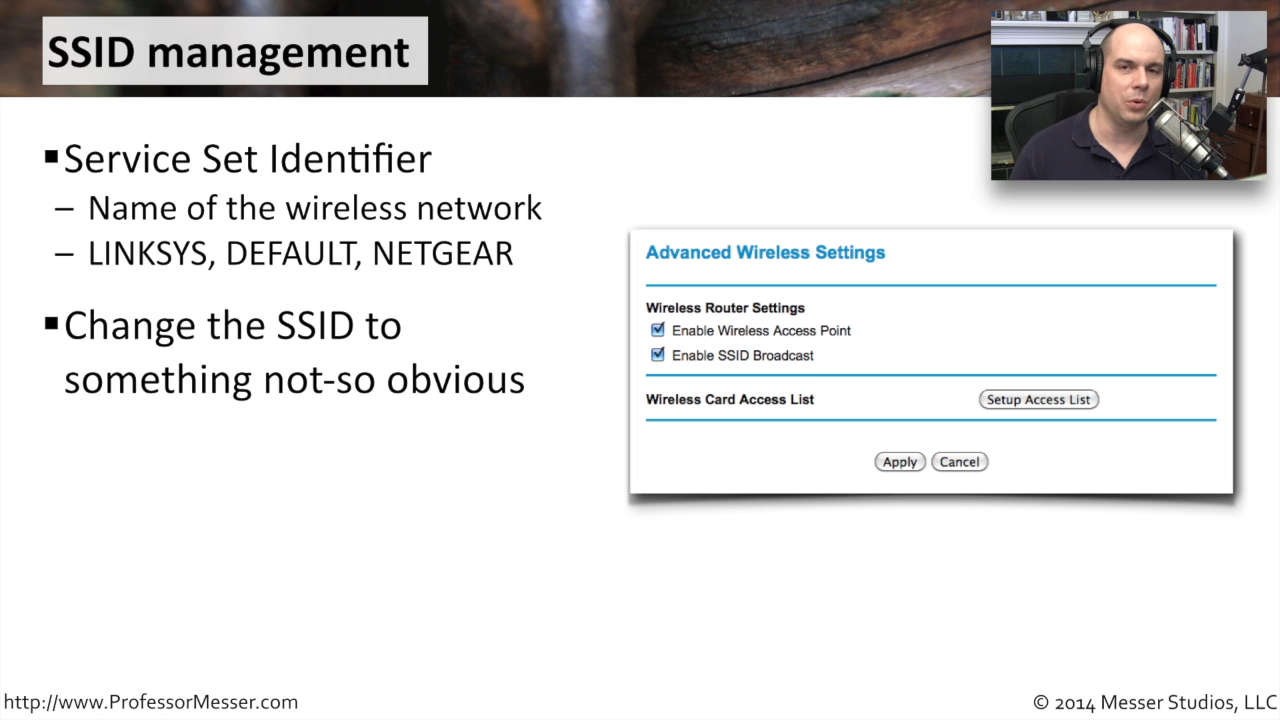 SSID management
▪Service Set Identifier
– Name of the wireless network
– LINKSYS, DEFAULT, NETGEAR
▪Change the SSID to
something not-so obvious
Advanced Wireless Settings
Wireless Router Settings
Enable Wireless Access Point
Enable SSID Broadcast
Wireless Card Access List
Setup Access List
Apply
Cancel
http://www.ProfessorMesser.com
© 2014 Messer Studios, LLC